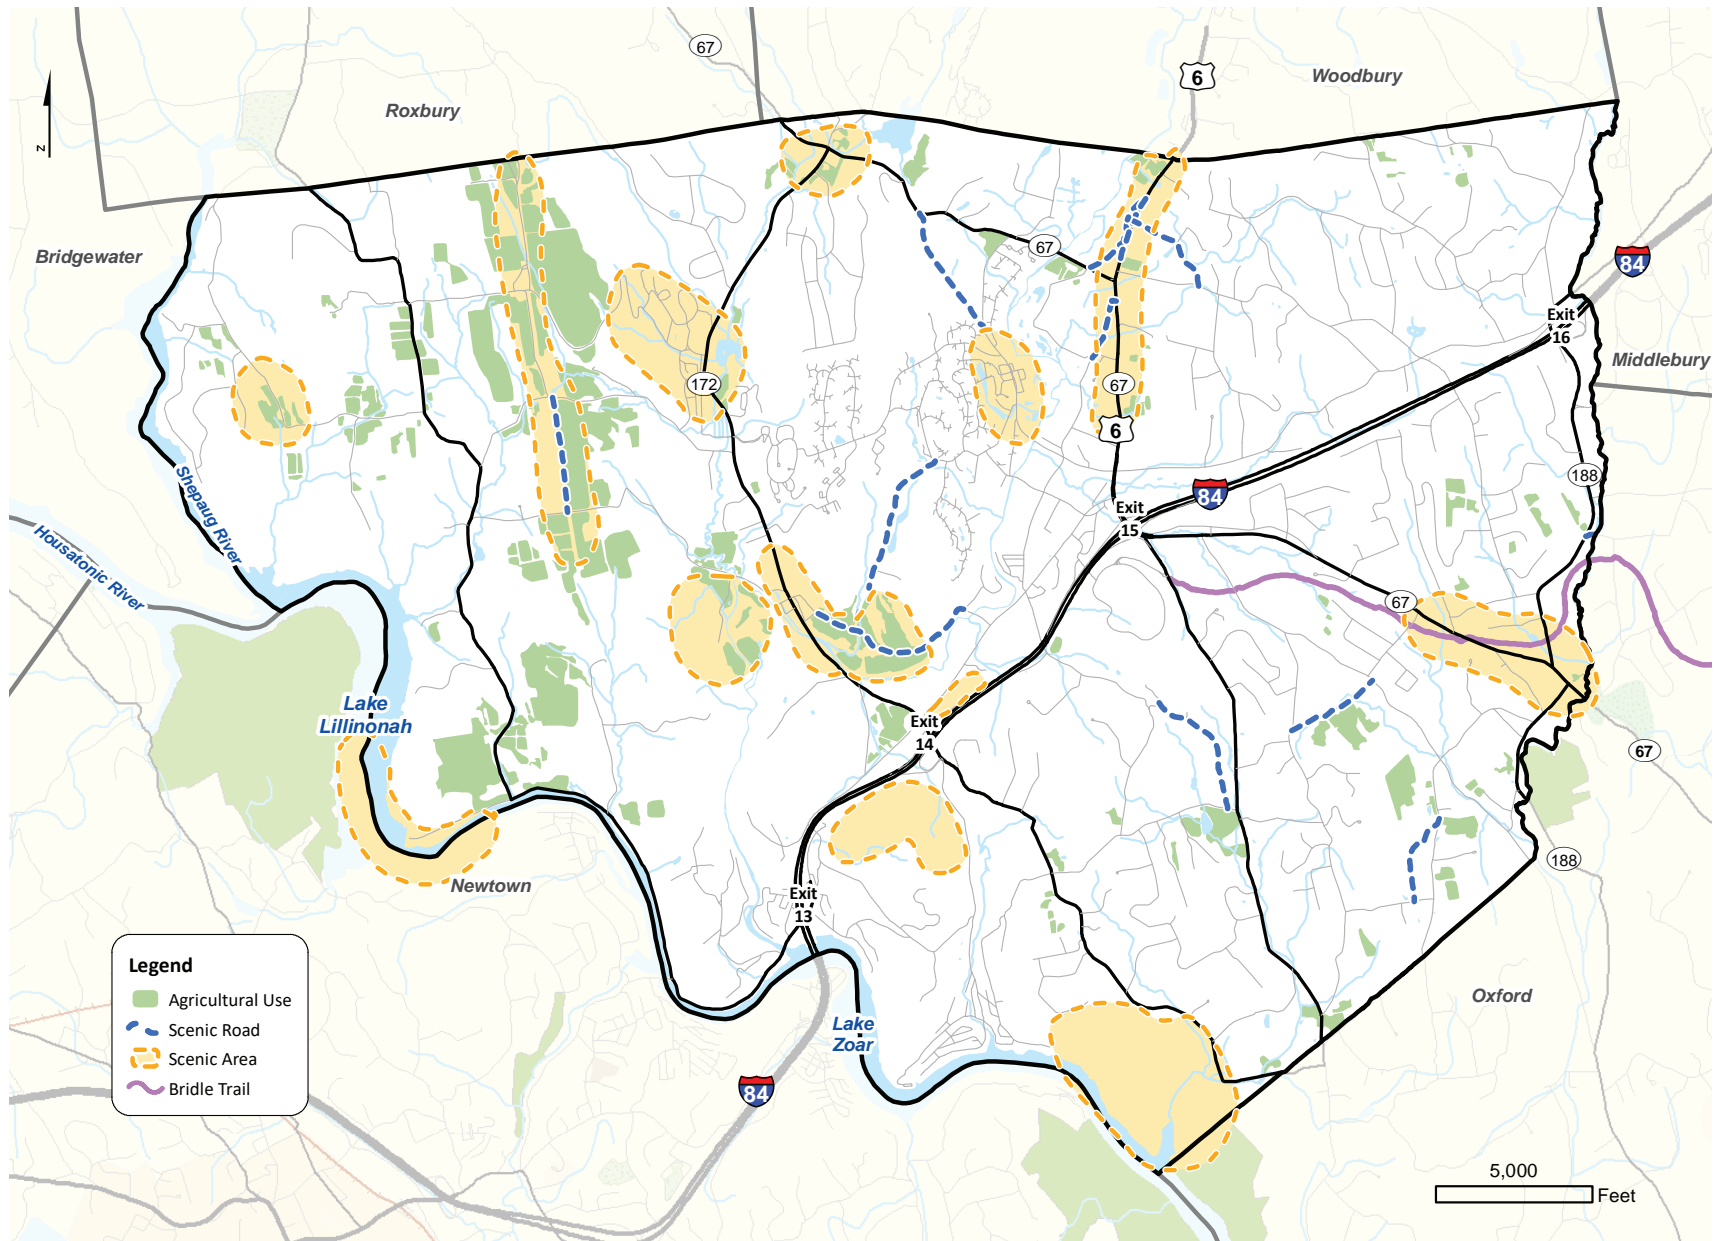 67
Woodbury
6
Roxbury
z
Bridgewater
67
84
Exit
16
Middlebury
172
67
6
188
Shepaug River
84
Exit
15
Housatonic River
67
Lake
Lillinonah
Exit
14
67
188
Newtown
Exit
13
Legend
Agricultural Use
Scenic Road
Scenic Area
Bridle Trail
Lake
Zoar
Oxford
84
5,000
Feet